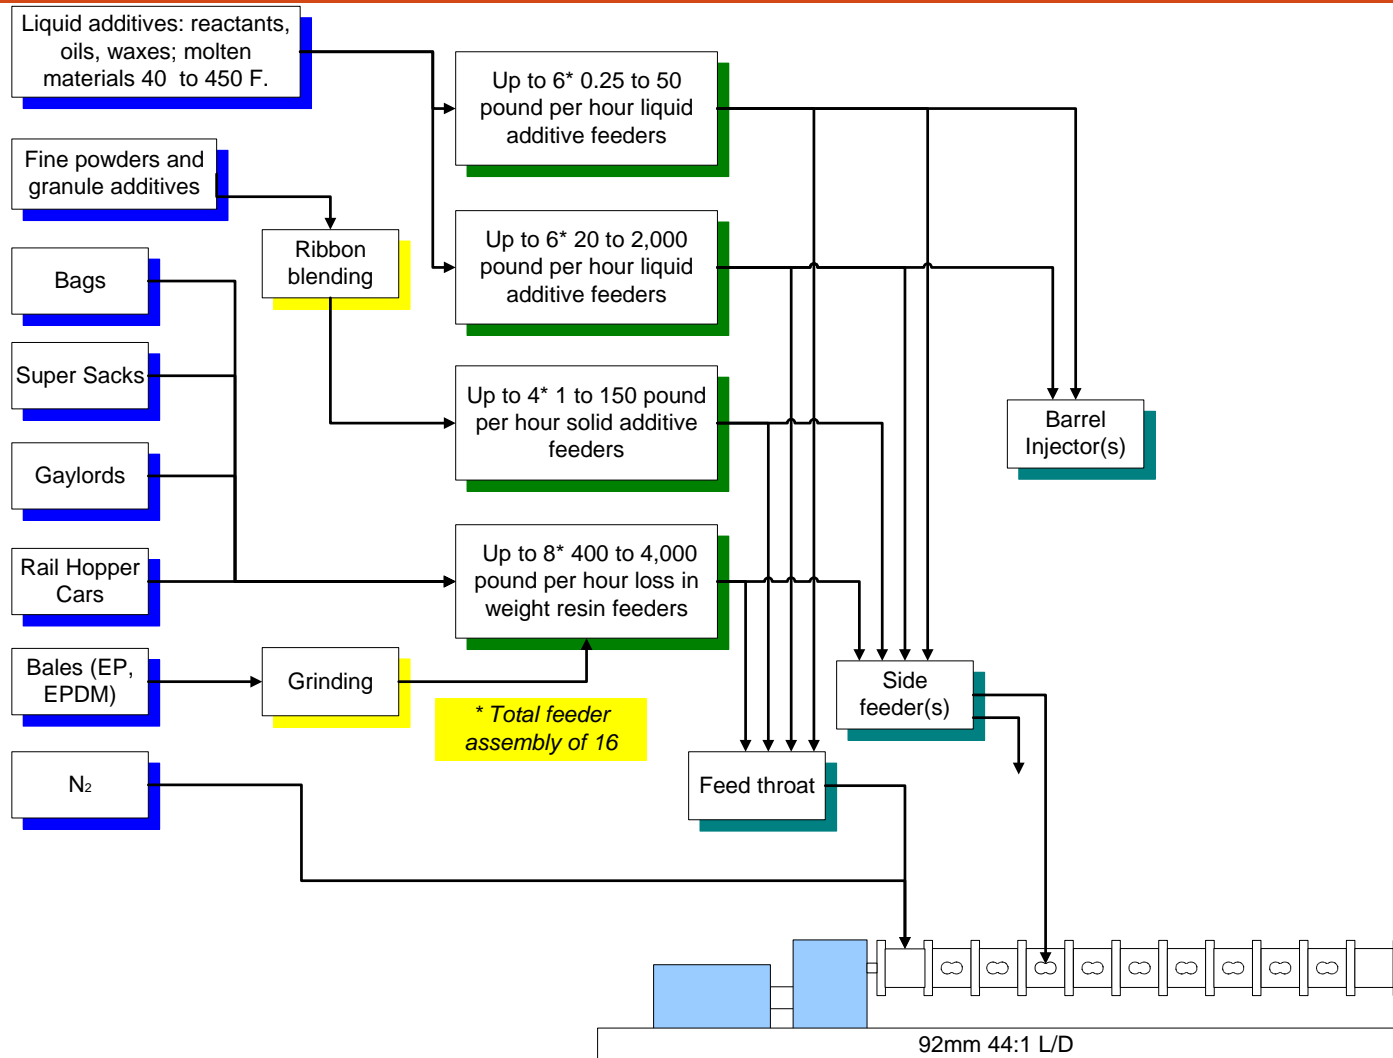 Liquid additives: reactants,
oils, waxes; molten
materials 40 to 450 F.
Up to 6* 0.25 to 50
pound per hour liquid
additive feeders
Fine powders and
granule additives
Ribbon
blending
Up to 6* 20 to 2,000
pound per hour liquid
additive feeders
Bags
Super Sacks
Up to 4* 1 to 150 pound
per hour solid additive
feeders
Barrel
Injector(s)
Gaylords
Rail Hopper
Cars
Up to 8* 400 to 4,000
pound per hour loss in
weight resin feeders
Bales (EP,
EPDM)
Grinding
Side
feeder(s)
* Total feeder
assembly of 16
N₂
Feed throat
92mm 44:1 L/D